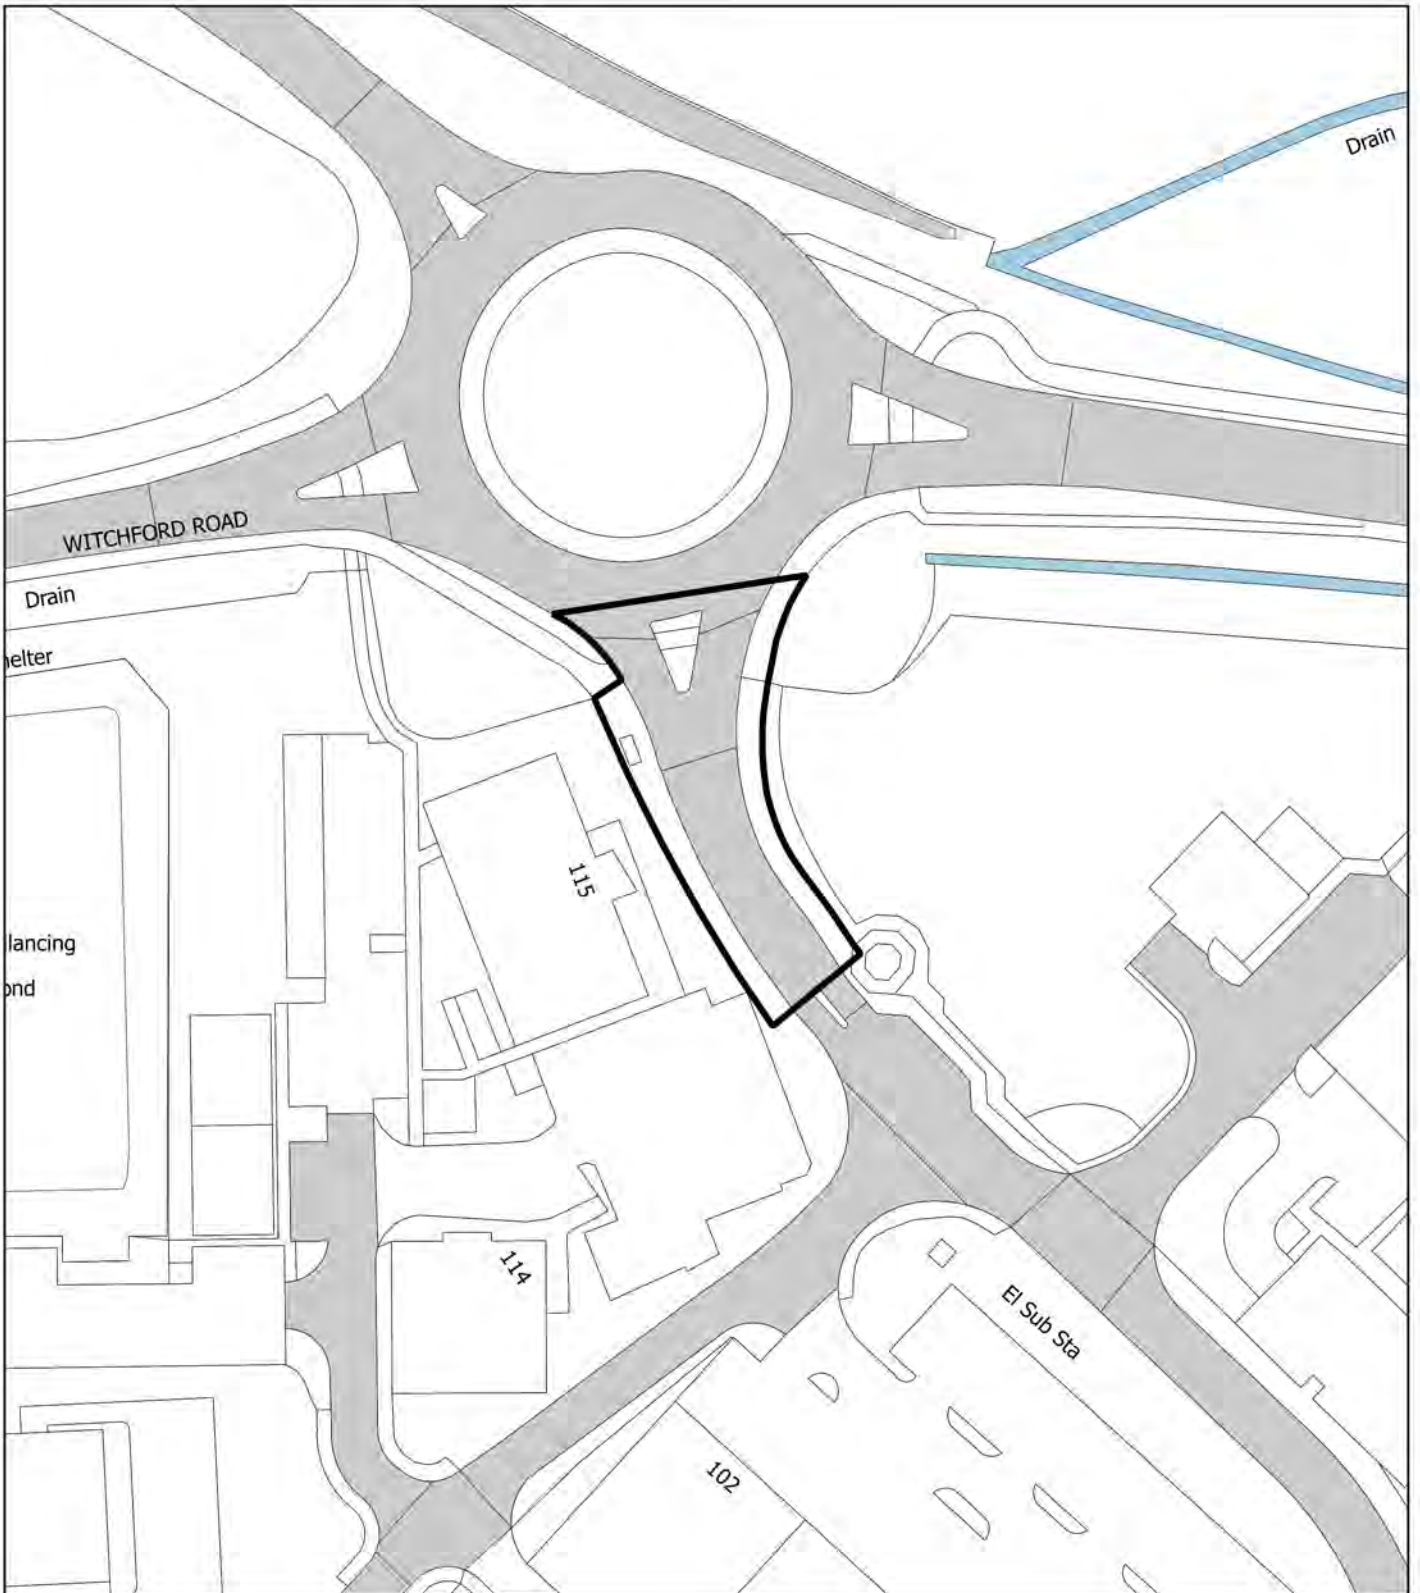 Drain
WITCHFORD ROAD
Drain
helter
115
lancing
ond
114
El Sub Sta
102